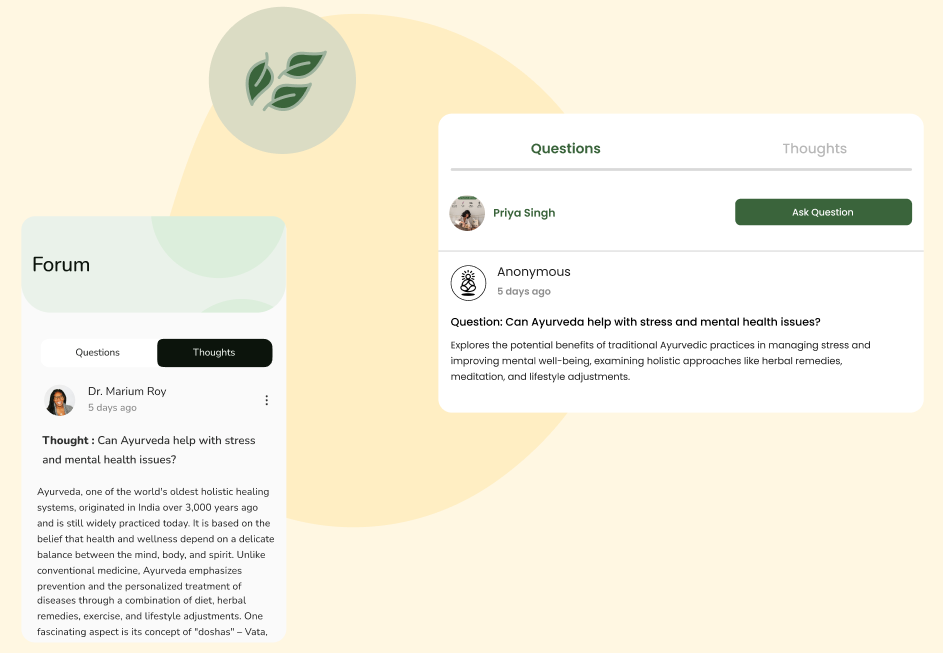 Questions
Thoughts
Priya Singh
Ask Question
Anonymous
5 days ago
Question: Can Ayurveda help with stress and mental health issues?
Explores the potential benefits of traditional Ayurvedic practices in managing stress and
improving mental well-being, examining holistic approaches like herbal remedies,
meditation, and lifestyle adjustments.
Forum
Questions
Thoughts
Dr. Marium Roy
5 days ago
Thought : Can Ayurveda help with stress
and mental health issues?
Ayurveda, one of the world's oldest holistic healing
systems, originated in India over 3,000 years ago
and is still widely practiced today. It is based on the
belief that health and wellness depend on a delicate
balance between the mind, body, and spirit. Unlike
conventional medicine, Ayurveda emphasizes
prevention and the personalized treatment of
diseases through a combination of diet, herbal
remedies, exercise, and lifestyle adjustments. One
fascinating aspect is its concept of "doshas" – Vata,